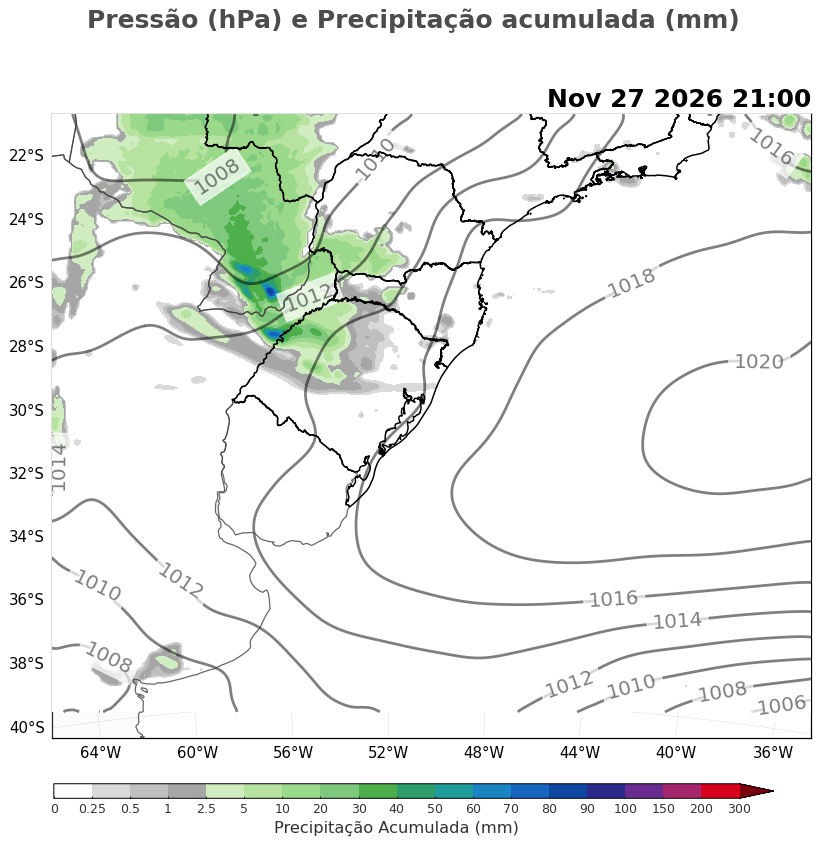 Pressão (hPa) e Precipitação acumulada (mm)
Nov 27 2026 21:00
22°S
24°S
26°S
28°S
30°S
32°S
34°S
36°S
38°S
40°S
1008
1010
1016
1012
1018
1020
1014
1012
1010
1008
1016
1014
1012
1010
1008
1006
64°W 60°W 56°W 52°W 48°W 44°W 40°W 36°W
0 0.25 0.5 1 2.5 5 10 20 30 40 50 60 70 80 90 100 150 200 300
Precipitação Acumulada (mm)